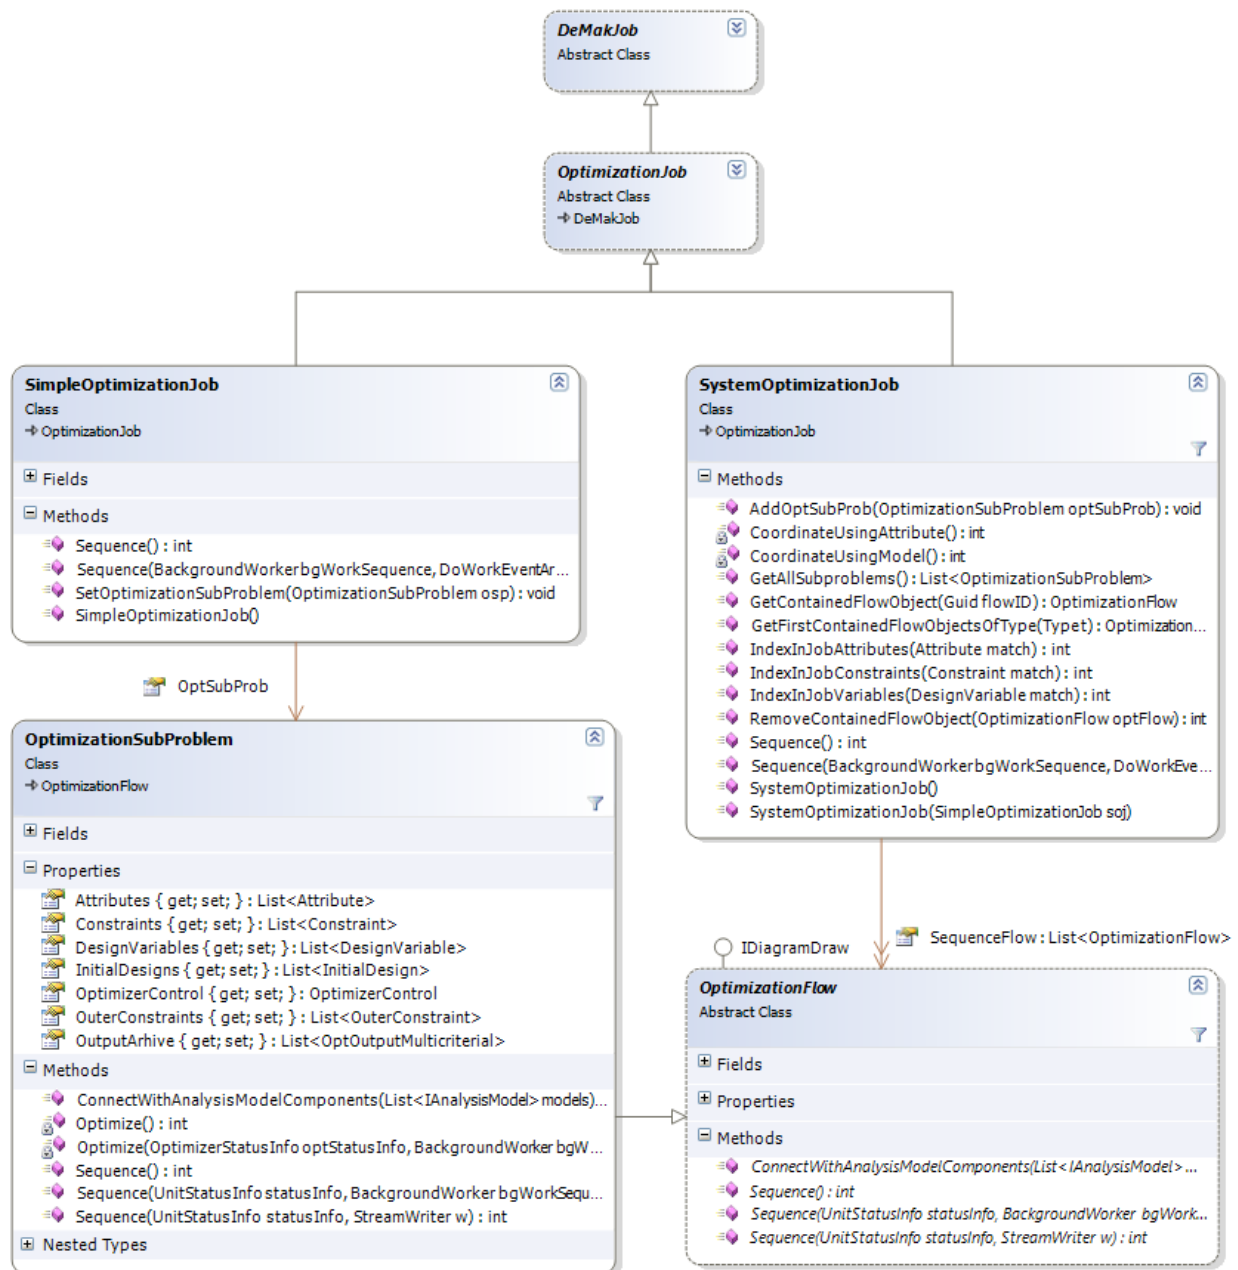 DeMakJob
Abstract Class
OptimizationJob
Abstract Class
DeMakJob
SimpleOptimizationJob
Class
OptimizationJob
Fields
Methods
Sequence() : int
Sequence(BackgroundWorker bgWorkSequence, DoWorkEventAr...
SetOptimizationSubProblem(OptimizationSubProblem osp) : void
SimpleOptimizationJob()
SystemOptimizationJob
Class
OptimizationJob
Methods
AddOptSubProb(OptimizationSubProblem optSubProb) : void
CoordinateUsingAttribute() : int
CoordinateUsingModel() : int
GetAllSubproblems() : List<OptimizationSubProblem>
GetContainedFlowObject(Guid flowID) : OptimizationFlow
GetFirstContainedFlowObjectsOfType(Type t) : Optimization...
IndexInJobAttributes(Attribute match) : int
IndexInJobConstraints(Constraint match) : int
IndexInJobVariables(DesignVariable match) : int
RemoveContainedFlowObject(OptimizationFlow optFlow) : int
Sequence() : int
Sequence(BackgroundWorker bgWorkSequence, DoWorkEve...
SystemOptimizationJob()
SystemOptimizationJob(SimpleOptimizationJob soj)
OptSubProb
OptimizationSubProblem
Class
OptimizationFlow
Fields
Properties
Attributes { get; set; } : List<Attribute>
Constraints { get; set; } : List<Constraint>
DesignVariables { get; set; } : List<DesignVariable>
InitialDesigns { get; set; } : List<InitialDesign>
OptimizerControl { get; set; } : OptimizerControl
OuterConstraints { get; set; } : List<OuterConstraint>
OutputArhive { get; set; } : List<OptOutputMulticriterial>
Methods
ConnectWithAnalysisModelComponents(List<IAnalysisModel> models)...
Optimize() : int
Optimize(OptimizerStatusInfo optStatusInfo, BackgroundWorker bgW...
Sequence() : int
Sequence(UnitStatusInfo statusInfo, BackgroundWorker bgWorkSequ...
Sequence(UnitStatusInfo statusInfo, StreamWriter w) : int
Nested Types
SequenceFlow : List<OptimizationFlow>
IDiagramDraw
OptimizationFlow
Abstract Class
Fields
Properties
Methods
ConnectWithAnalysisModelComponents(List<IAnalysisModel> ...
Sequence() : int
Sequence(UnitStatusInfo statusInfo, BackgroundWorker bgWork...
Sequence(UnitStatusInfo statusInfo, StreamWriter w) : int